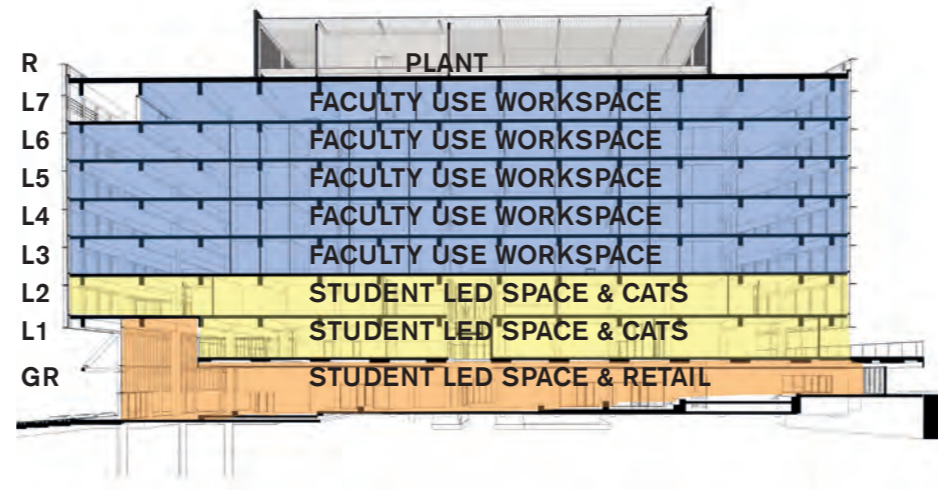 R PLANT
L7 FACULTY USE WORKSPACE
L6 FACULTY USE WORKSPACE
L5 FACULTY USE WORKSPACE
L4 FACULTY USE WORKSPACE
L3 FACULTY USE WORKSPACE
L2 STUDENT LED SPACE & CATS
L1 STUDENT LED SPACE & CATS
GR STUDENT LED SPACE & RETAIL